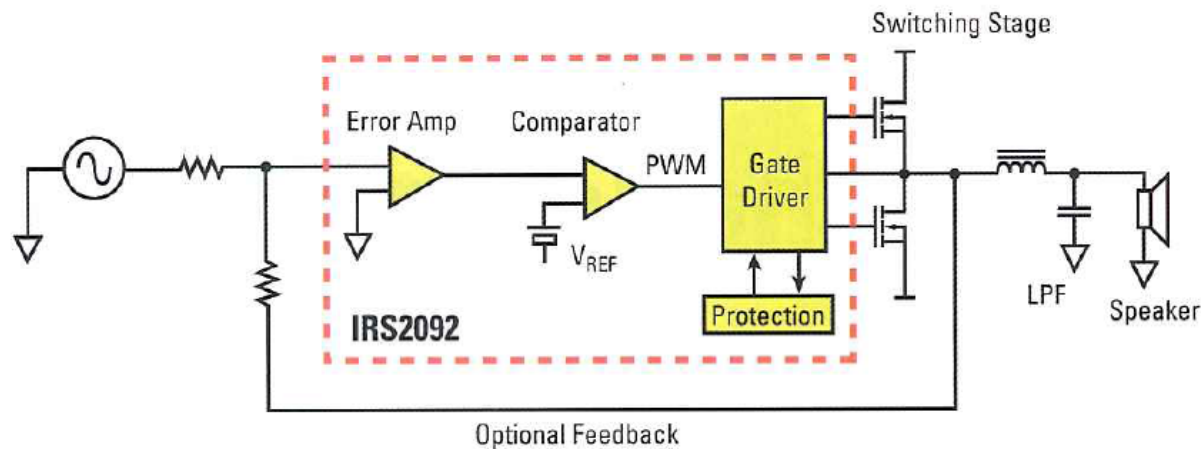 Switching Stage
Error Amp
Comparator
PWM
Gate
Driver
VREF
Protection
IRS2092
LPF
Speaker
Optional Feedback